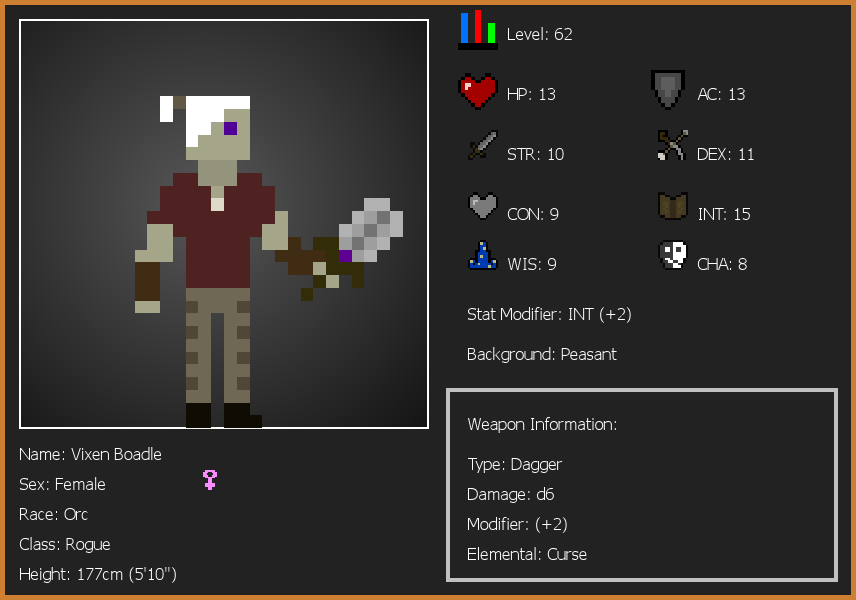 Level: 62
HP: 13
AC: 13
STR: 10
DEX: 11
CON: 9
INT: 15
WIS: 9
CHA: 8
Stat Modifier: INT (+2)
Background: Peasant
Weapon Information:
Type: Dagger
Damage: d6
Modifier: (+2)
Elemental: Curse
Name: Vixen Boadle
Sex: Female
Race: Orc
Class: Rogue
Height: 177cm (5'10")